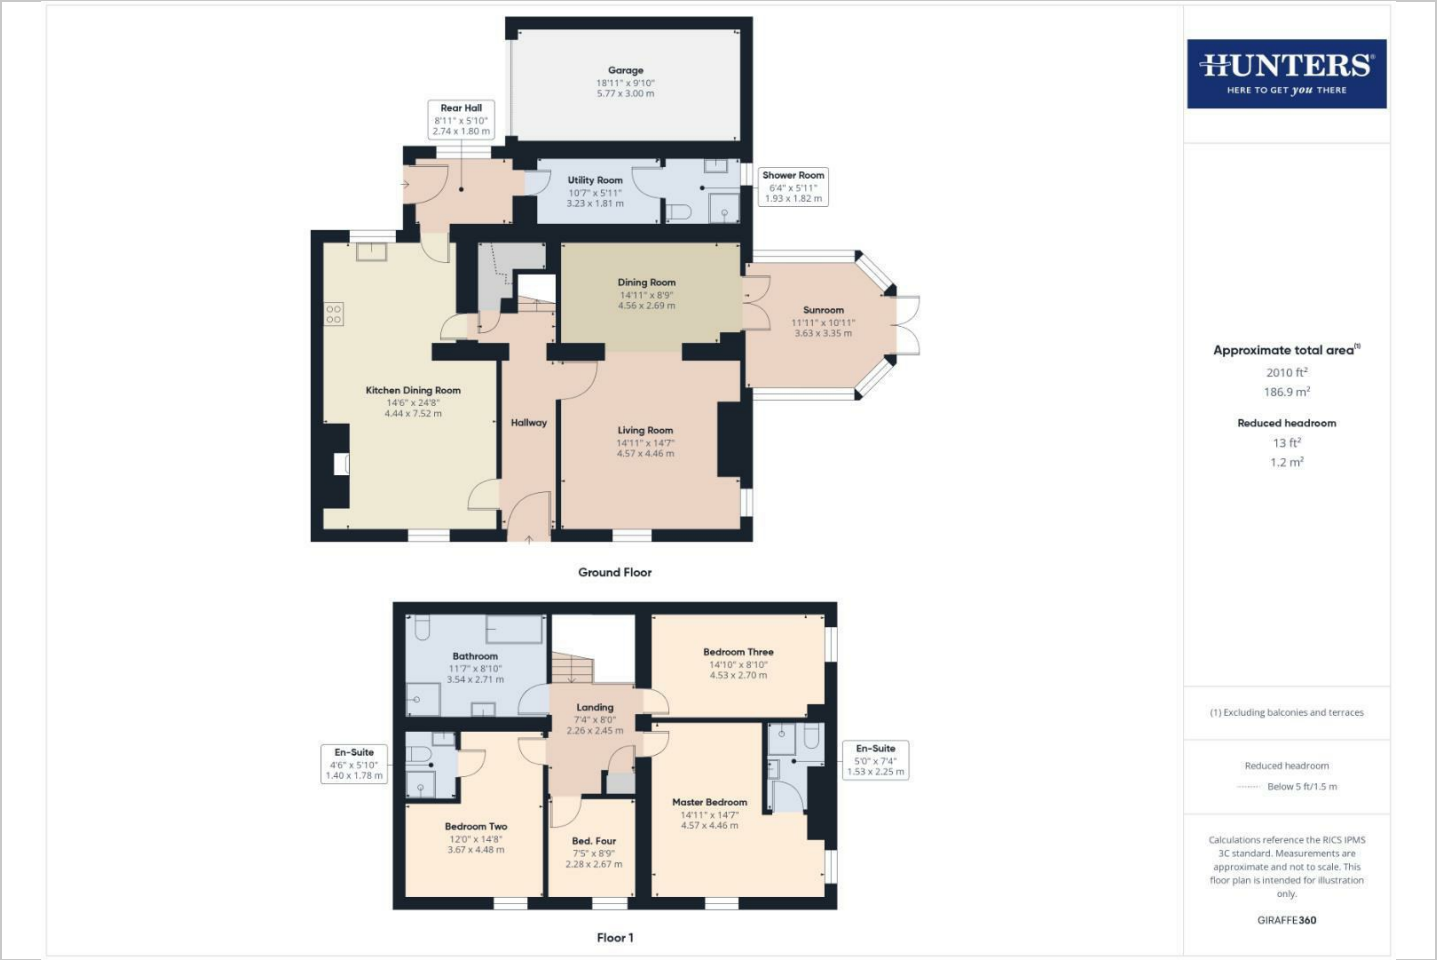 Garage
18'11" x 9'10"
5.77 x 3.00 m
Rear Hall
8'11" x 5'10"
2.74 x 1.80 m
Utility Room
10'7" x 5'11"
3.23 x 1.81 m
Shower Room
6'4" x 5'11"
1.93 x 1.82 m
Dining Room
14'11" x 8'9"
4.56 x 2.69 m
Sunroom
11'11" x 10'11"
3.63 x 3.35 m
Kitchen Dining Room
14'6" x 24'8"
4.44 x 7.52 m
Hallway
Living Room
14'11" x 14'7"
4.57 x 4.46 m
Ground Floor
Bathroom
11'7" x 8'10"
3.54 x 2.71 m
Bedroom Three
14'10" x 8'10"
4.53 x 2.70 m
Landing
7'4" x 8'0"
2.26 x 2.45 m
En-Suite
4'6" x 5'10"
1.40 x 1.78 m
En-Suite
5'0" x 7'4"
1.53 x 2.25 m
Master Bedroom
14'11" x 14'7"
4.57 x 4.46 m
Bedroom Two
12'0" x 14'8"
3.67 x 4.48 m
Bed. Four
7'5" x 8'9"
2.28 x 2.67 m
Floor 1
HUNTERS®
HERE TO GET you THERE
Approximate total area(1)
2010 ft²
186.9 m²
Reduced headroom
13 ft²
1.2 m²
(1) Excluding balconies and terraces
Reduced headroom
Below 5 ft/1.5 m
Calculations reference the RICS IPMS
3C standard. Measurements are
approximate and not to scale. This
floor plan is intended for illustration
only.
GIRAFFE360